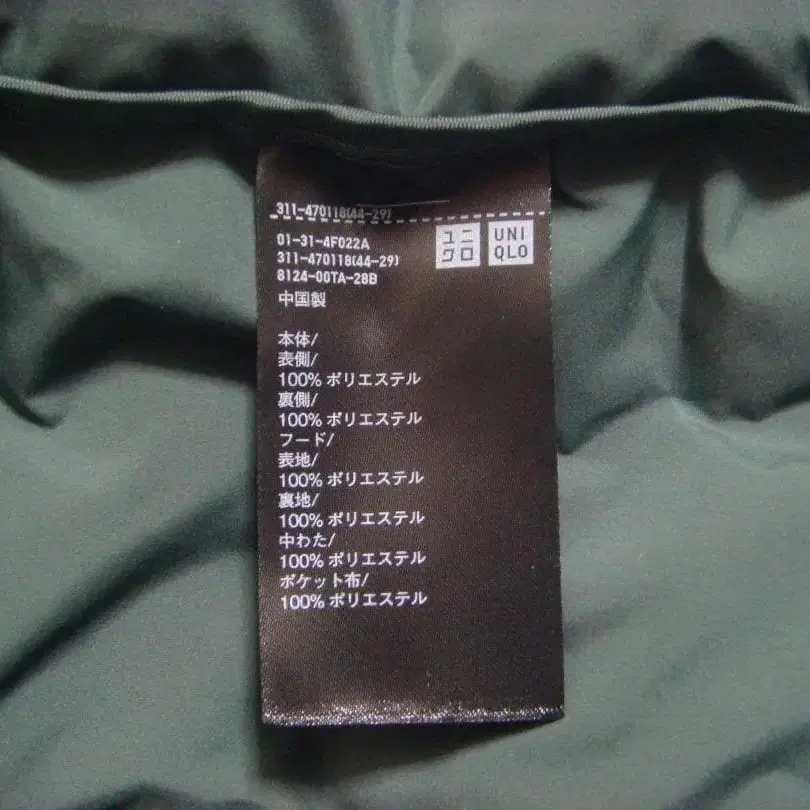 311-470118(44-29)
01-31-4F022A
311-470118(44-29)
8124-00TA-28B
ユニ
クロ
UNI
QLO
中国製
本体/
表側/
100% ポリエステル
裏側/
100% ポリエステル
フード/
表地/
100% ポリエステル
裏地/
100% ポリエステル
中わた/
100% ポリエステル
ポケット布/
100% ポリエステル